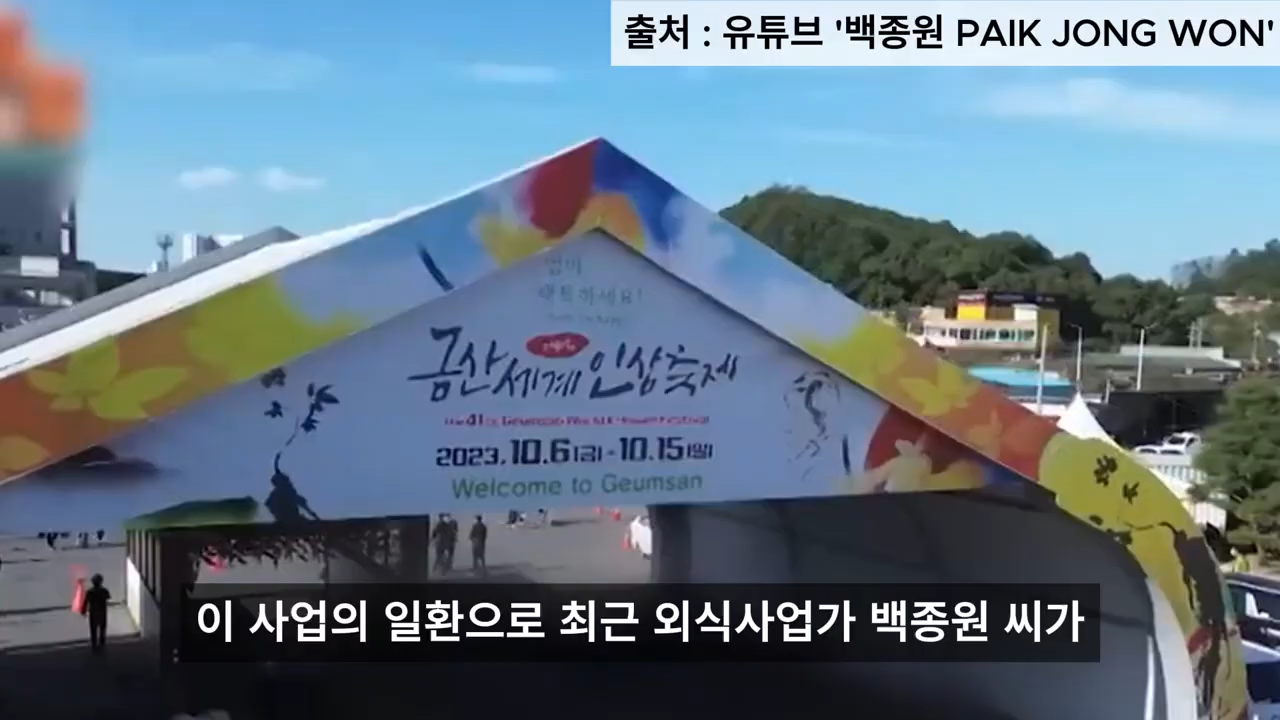 출처 : 유튜브 '백종원 PAIK JONG WON'
금산세계인삼축제
2023. 10.6(금) - 10.15(일)
Welcome to Geumsan
이 사업의 일환으로 최근 외식사업가 백종원 씨가